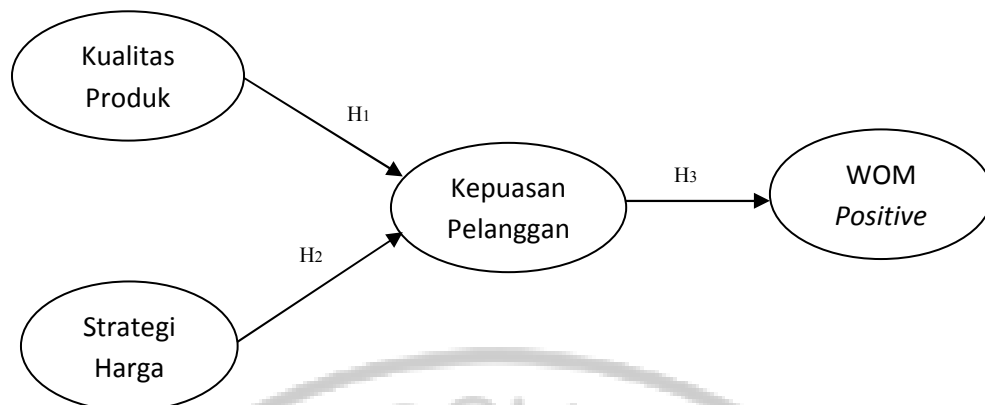 Kualitas
Produk
H1
Kepuasan
Pelanggan
H3
WOM
Positive
H2
Strategi
Harga